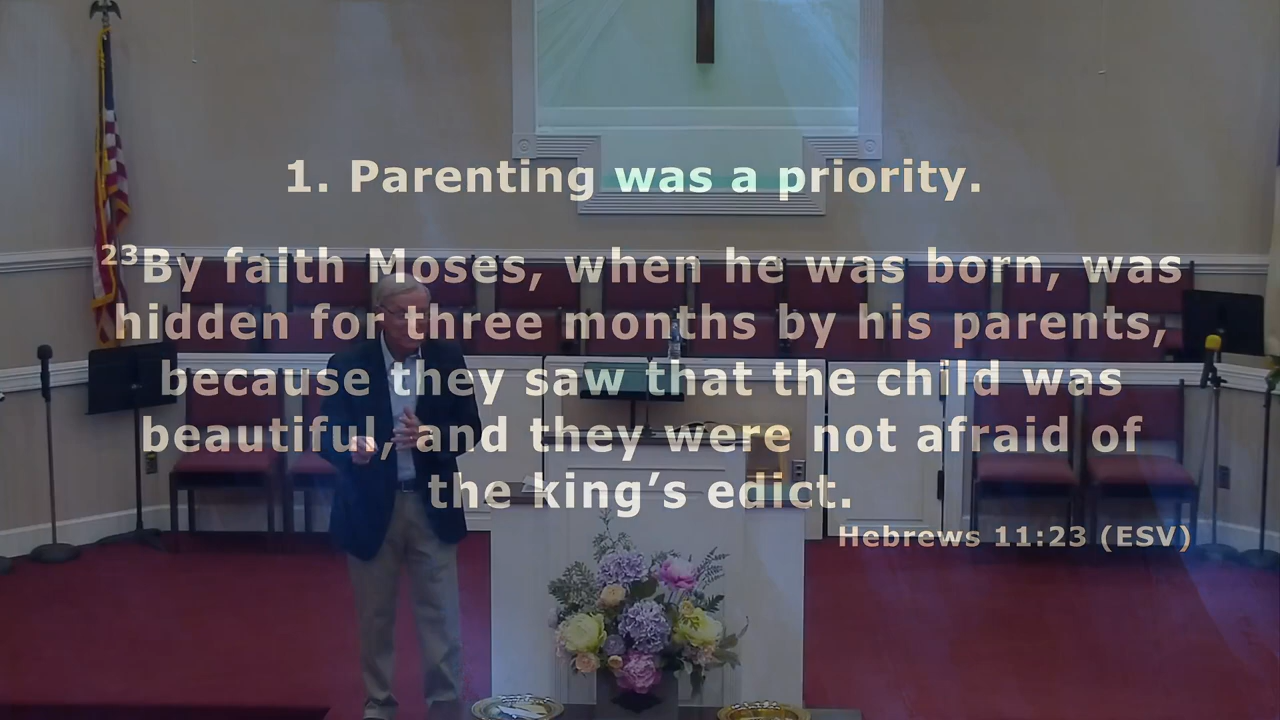 1. Parenting was a priority.
²³By faith Moses, when he was born, was
hidden for three months by his parents,
because they saw that the child was
beautiful, and they were not afraid of
the king’s edict.
Hebrews 11:23 (ESV)